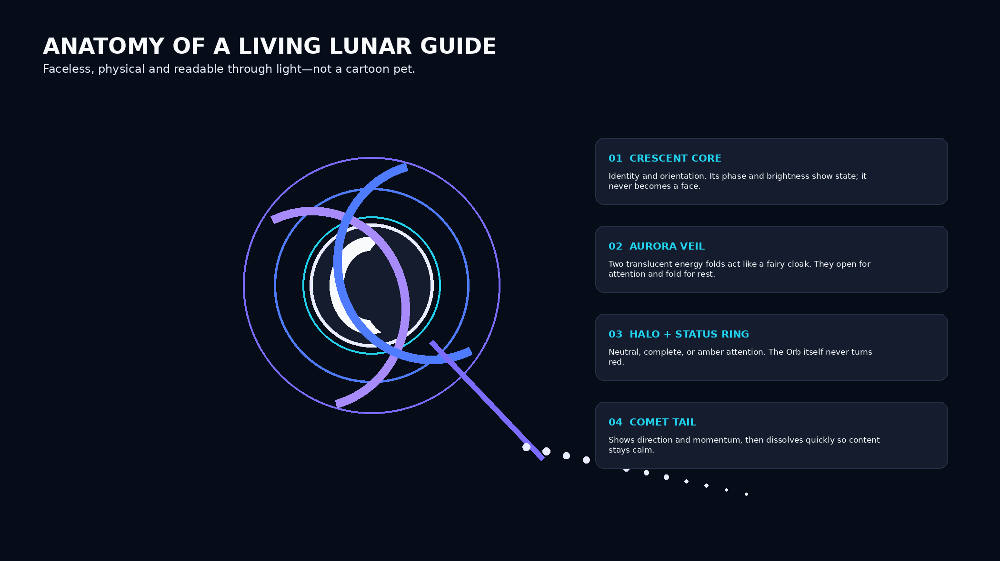 ANATOMY OF A LIVING LUNAR GUIDE
Faceless, physical and readable through light—not a cartoon pet.
01 CRESCENT CORE
Identity and orientation. Its phase and brightness show state; it
never becomes a face.
02 AURORA VEIL
Two translucent energy folds act like a fairy cloak. They open for
attention and fold for rest.
03 HALO + STATUS RING
Neutral, complete, or amber attention. The Orb itself never turns
red.
04 COMET TAIL
Shows direction and momentum, then dissolves quickly so content
stays calm.